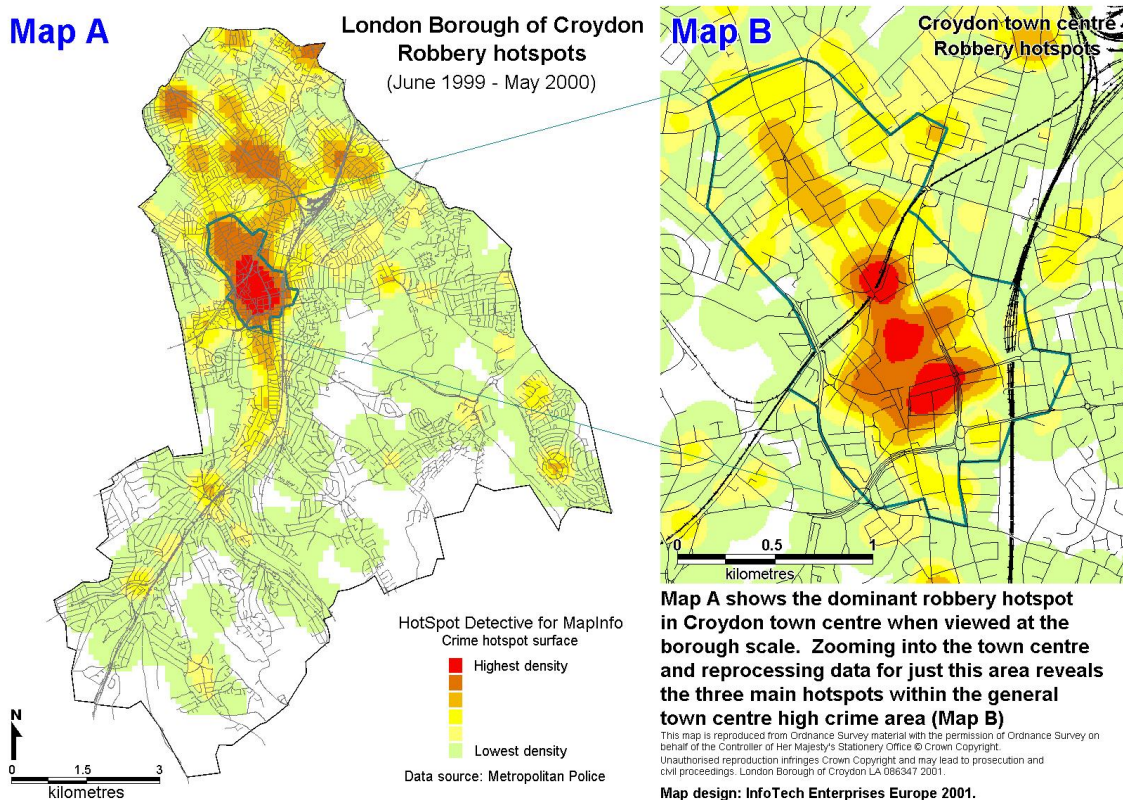 Map A
London Borough of Croydon
Robbery hotspots
(June 1999 - May 2000)
HotSpot Detective for MapInfo
Crime hotspot surface
Highest density
Lowest density
Data source: Metropolitan Police
N
0 1.5 3
kilometres
Map B
Croydon town centre
Robbery hotspots
0 0.5 1
kilometres
Map A shows the dominant robbery hotspot
in Croydon town centre when viewed at the
borough scale. Zooming into the town centre
and reprocessing data for just this area reveals
the three main hotspots within the general
town centre high crime area (Map B)
This map is reproduced from Ordnance Survey material with the permission of Ordnance Survey on
behalf of the Controller of Her Majesty's Stationery Office © Crown Copyright.
Unauthorised reproduction infringes Crown Copyright and may lead to prosecution and
civil proceedings. London Borough of Croydon LA 086347 2001.
Map design: InfoTech Enterprises Europe 2001.